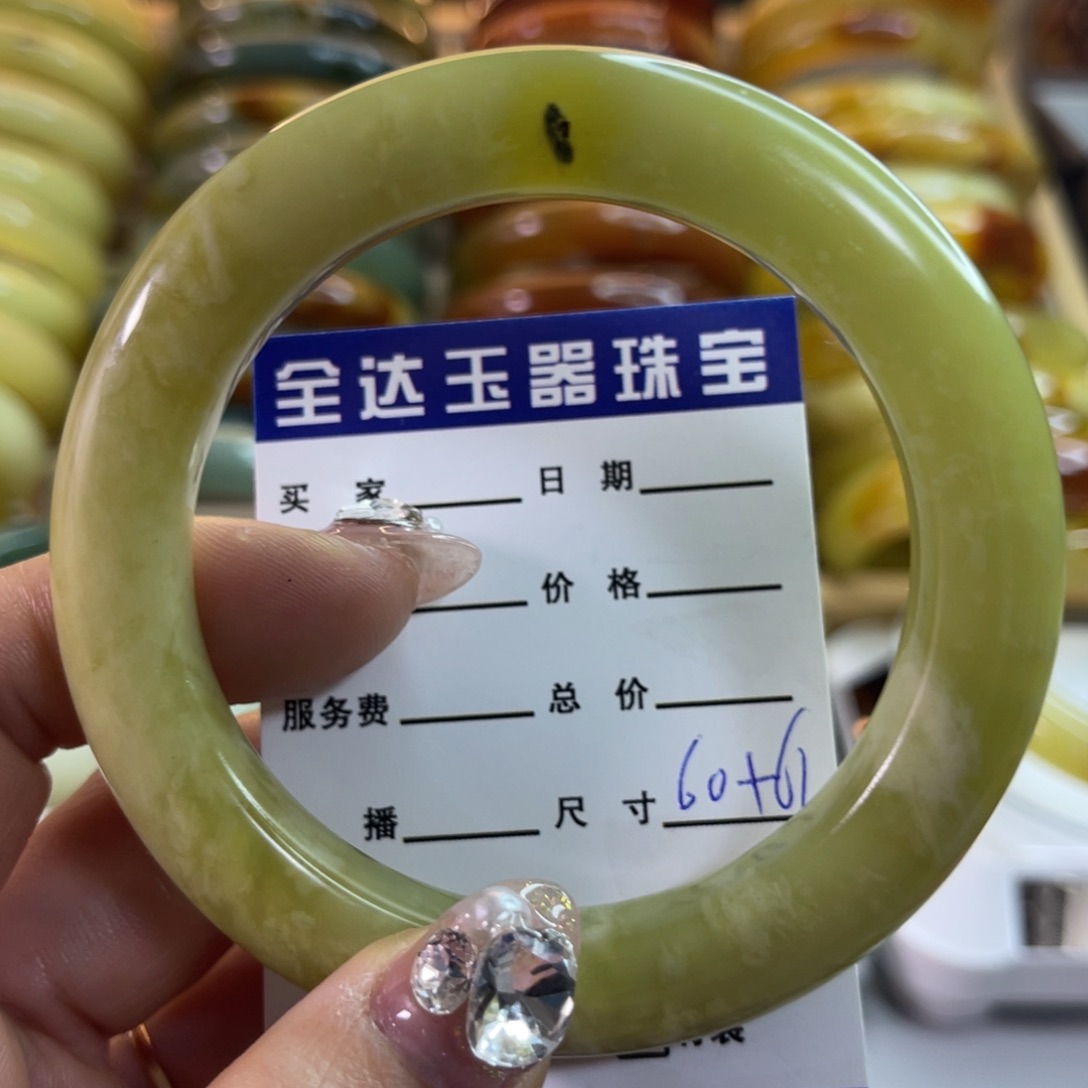 全达玉器珠宝
买 家 日 期
价 格
服务费 总 价
播 尺 寸 60+61